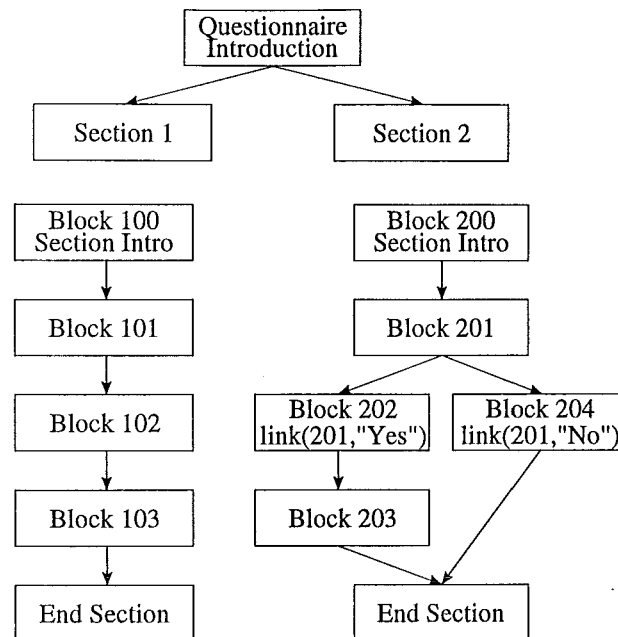 Questionnaire
Introduction
Section 1
Section 2
Block 100
Section Intro
Block 200
Section Intro
Block 101
Block 201
Block 102
Block 202
link(201,"Yes")
Block 204
link(201,"No")
Block 103
Block 203
End Section
End Section